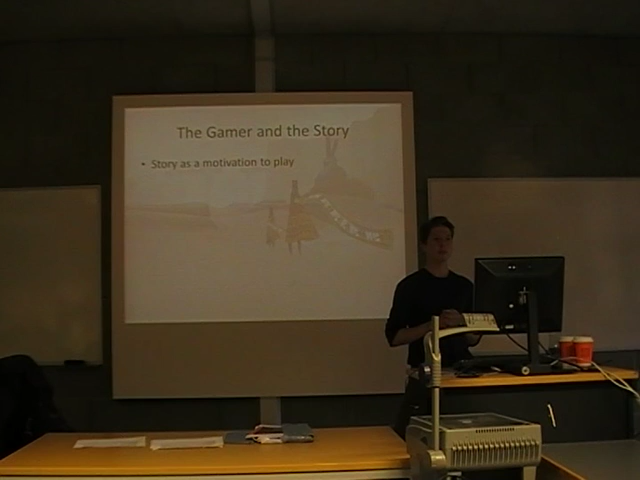 The Gamer and the Story
• Story as a motivation to play